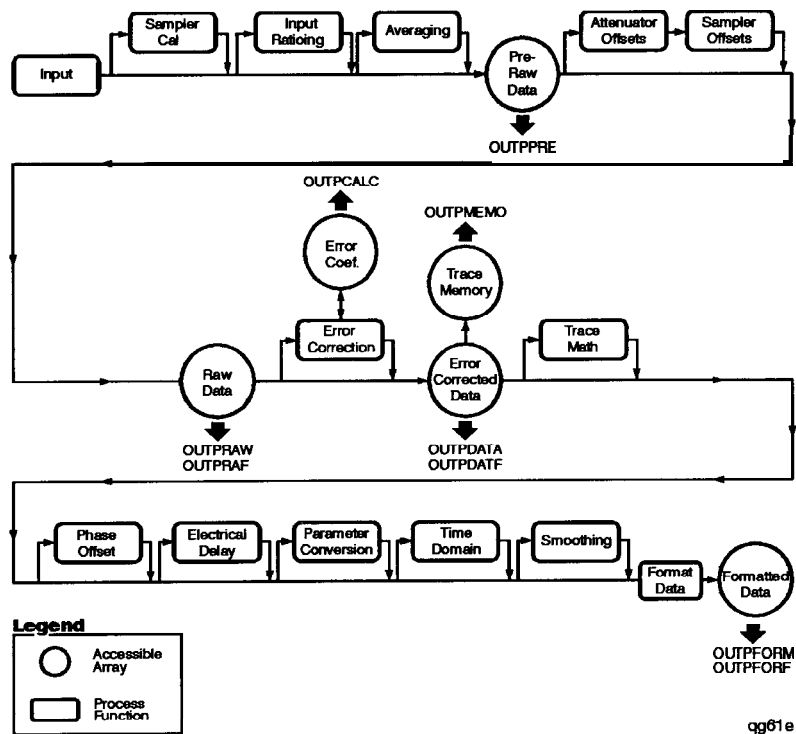 Input
Sampler
Cal
Input
Ratioing
Averaging
Pre-
Raw
Data
OUTPPRE
Attenuator
Offsets
Sampler
Offsets
OUTPCALC
Error
Coef.
Error
Correction
OUTPMEMO
Trace
Memory
Trace
Math
Raw
Data
OUTPRAW
OUTPRAF
Error
Corrected
Data
OUTPDATA
OUTPDATF
Phase
Offset
Electrical
Delay
Parameter
Conversion
Time
Domain
Smoothing
Format
Data
Formatted
Data
OUTPFORM
OUTPFORF
Legend
Accessible
Array
Process
Function
qg61e